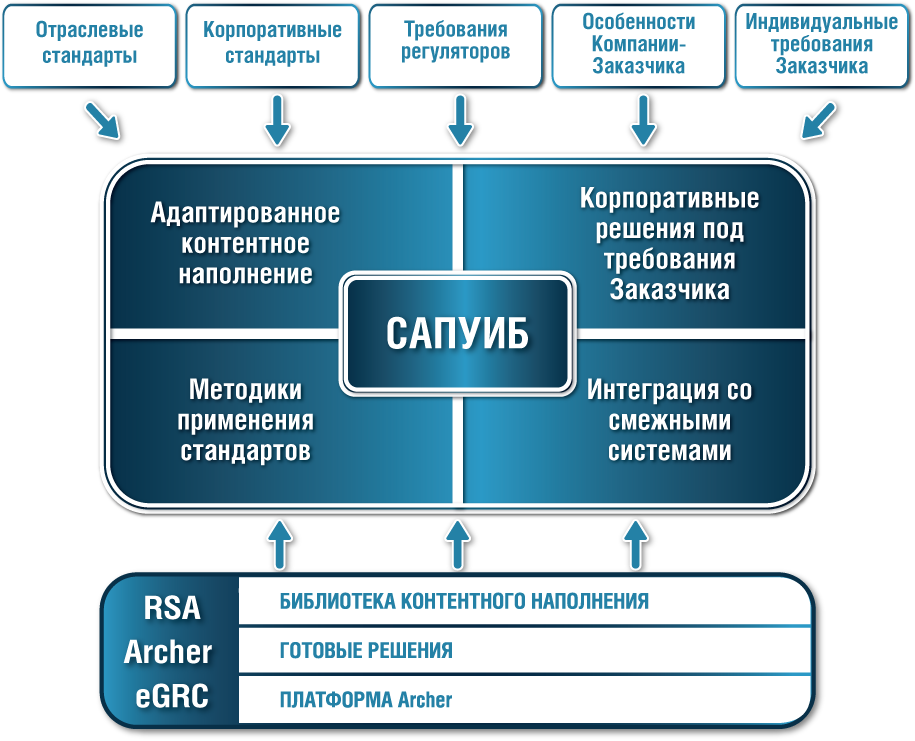 Отраслевые
стандарты
Корпоративные
стандарты
Требования
регуляторов
Особенности
Компании-
Заказчика
Индивидуальные
требования
Заказчика
Адаптированное
контентное
наполнение
Корпоративные
решения под
требования
Заказчика
САПУИБ
Методики
применения
стандартов
Интеграция со
смежными
системами
RSA
Archer
eGRC
БИБЛИОТЕКА КОНТЕНТНОГО НАПОЛНЕНИЯ
ГОТОВЫЕ РЕШЕНИЯ
ПЛАТФОРМА Archer